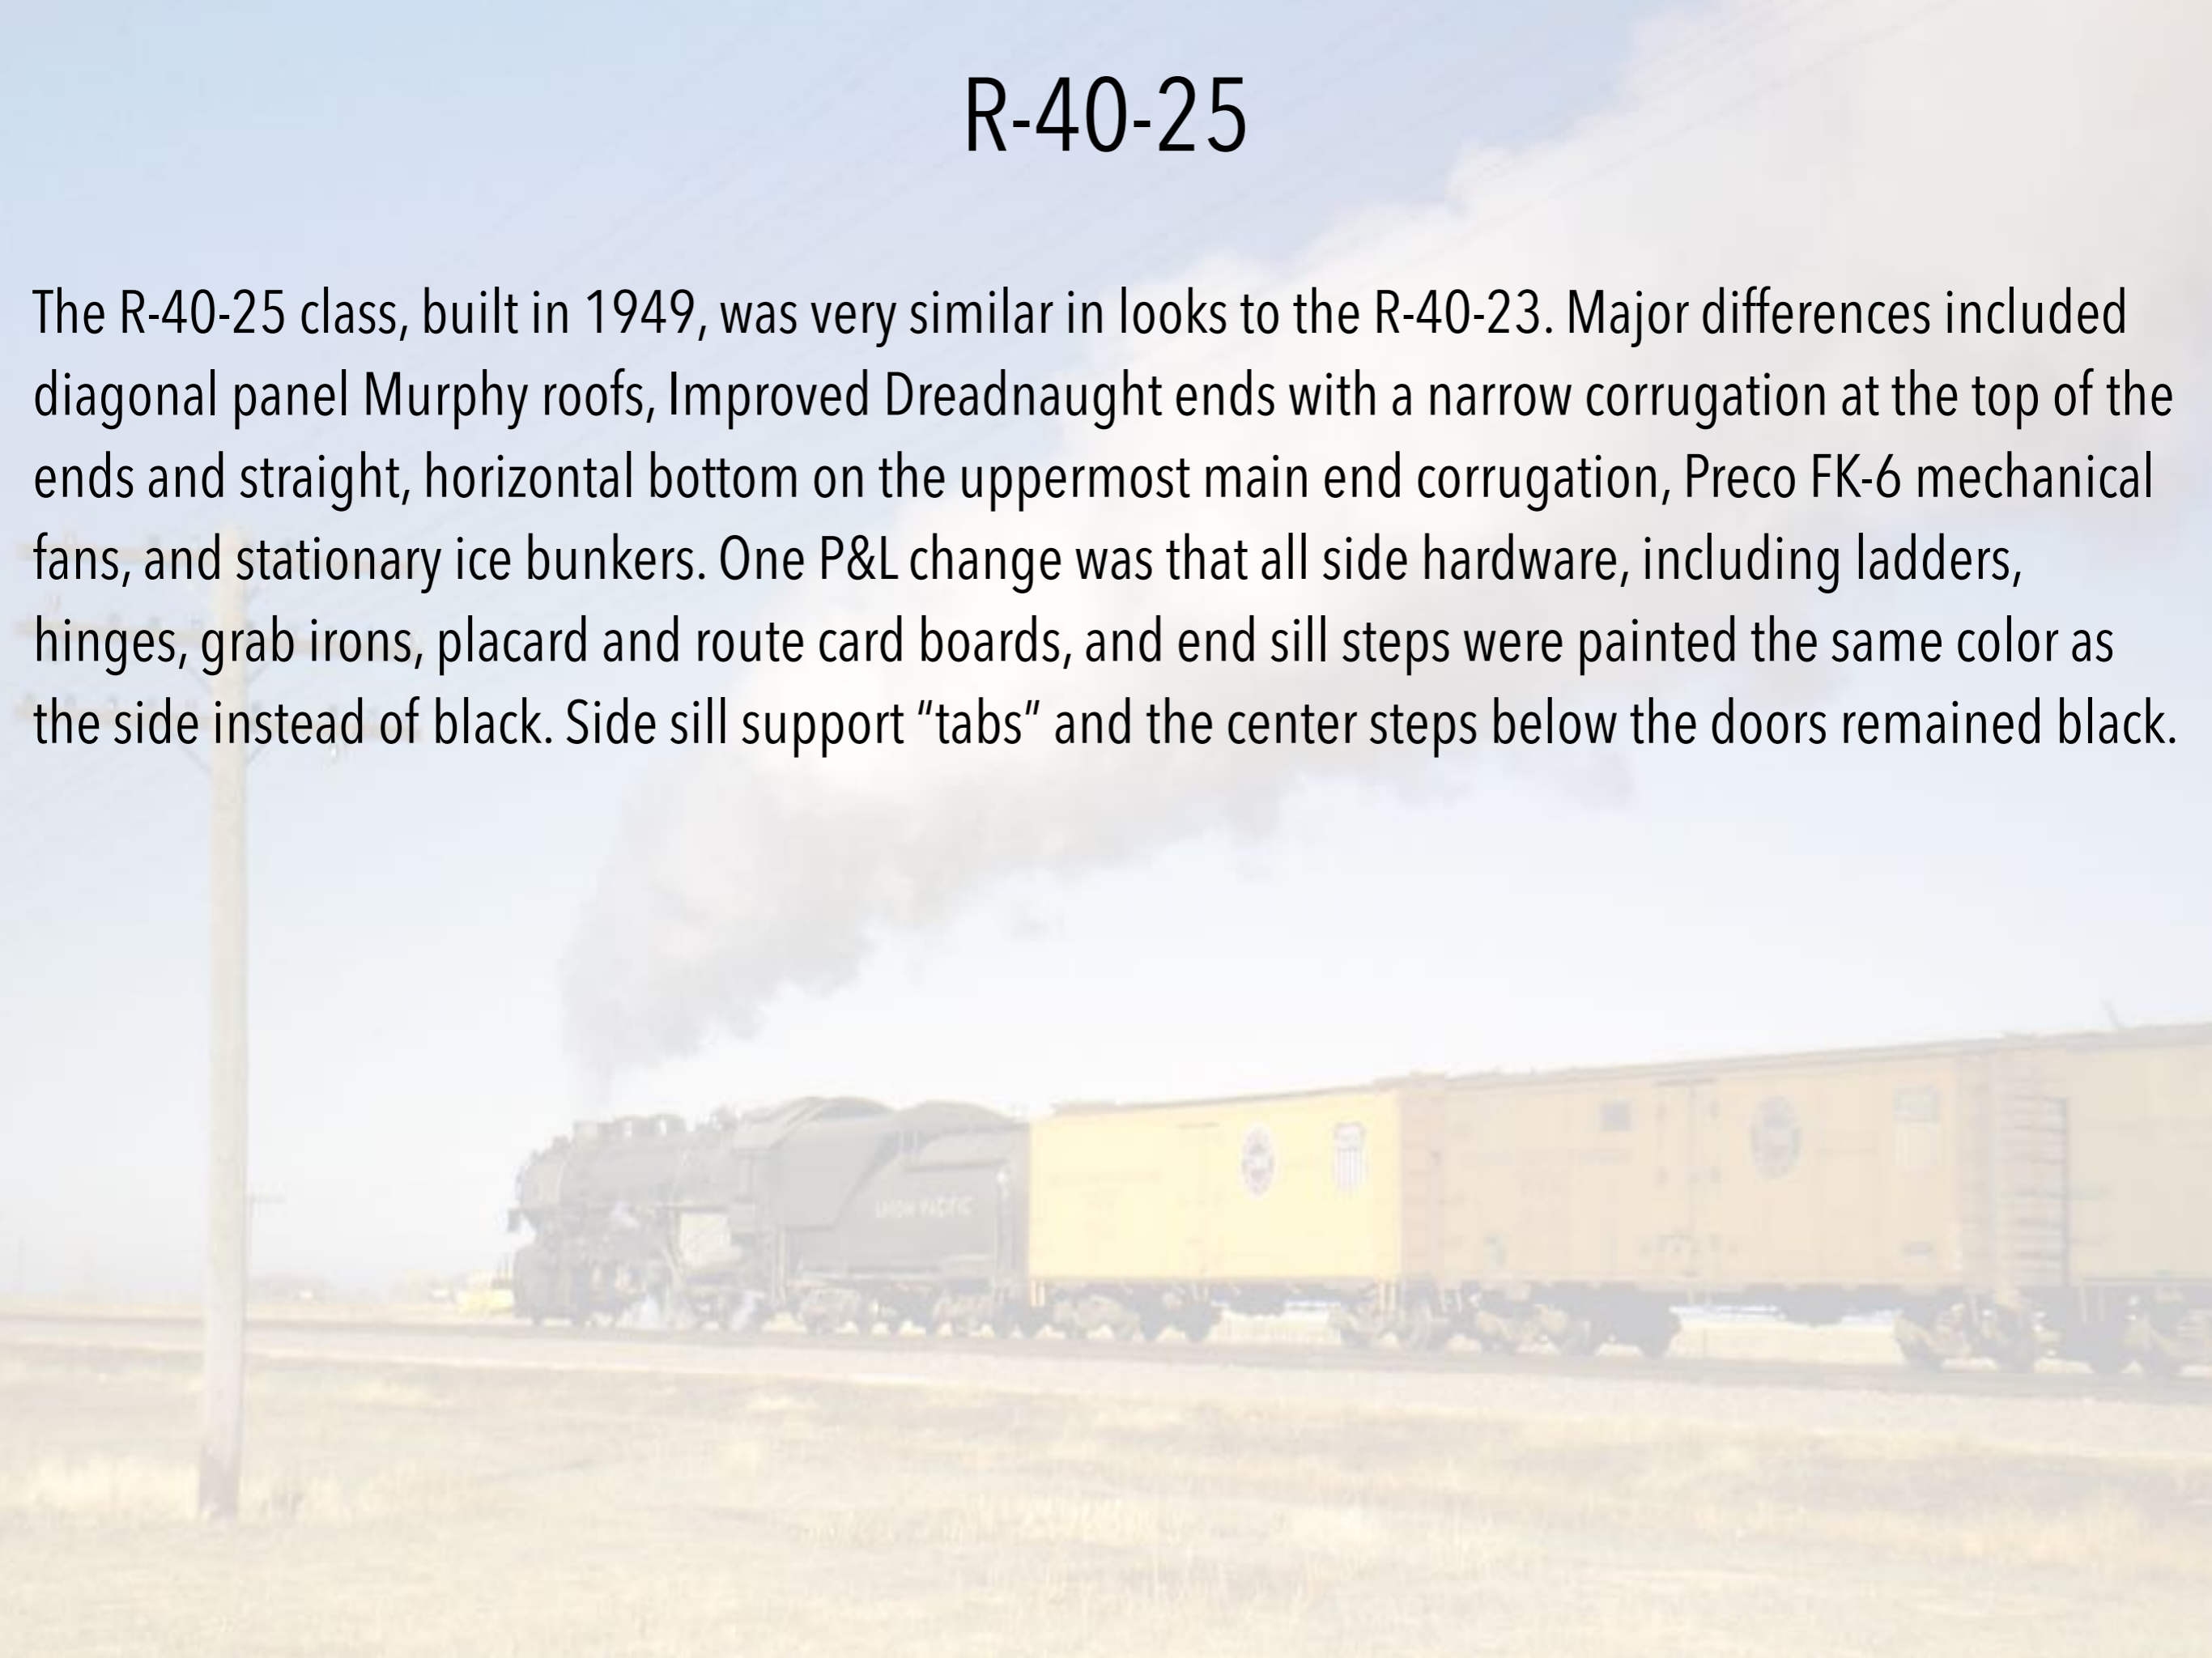 R-40-25
The R-40-25 class, built in 1949, was very similar in looks to the R-40-23. Major differences included
diagonal panel Murphy roofs, Improved Dreadnaught ends with a narrow corrugation at the top of the
ends and straight, horizontal bottom on the uppermost main end corrugation, Preco FK-6 mechanical
fans, and stationary ice bunkers. One P&L change was that all side hardware, including ladders,
hinges, grab irons, placard and route card boards, and end sill steps were painted the same color as
the side instead of black. Side sill support “tabs” and the center steps below the doors remained black.
UNION PACIFIC